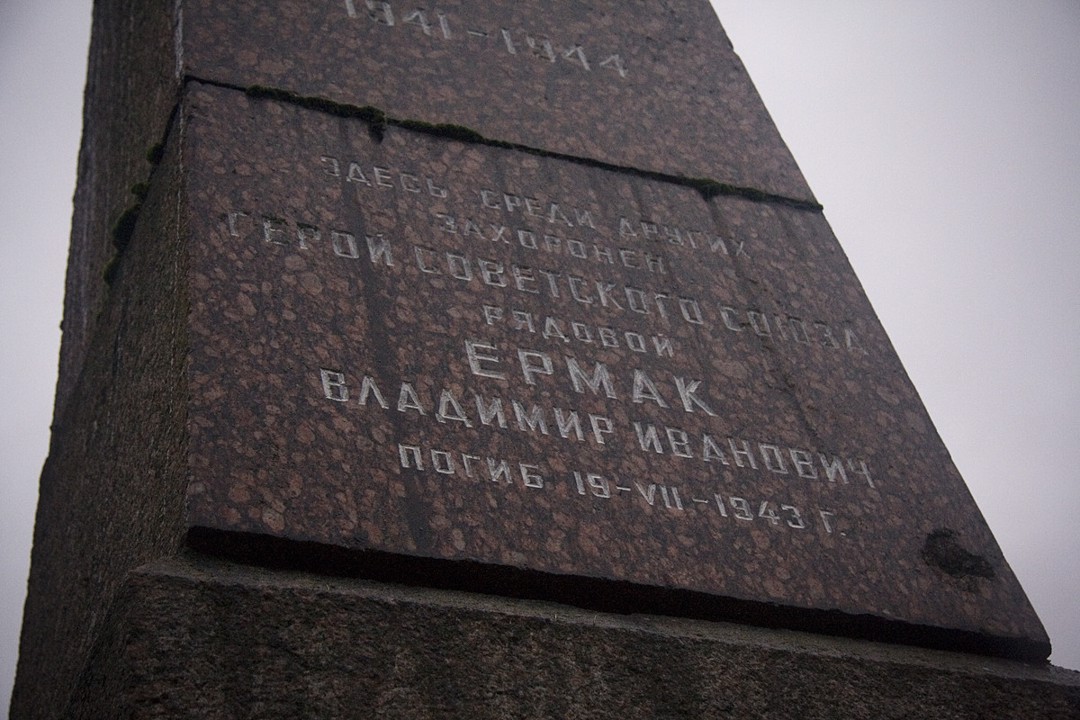 1941-1944
ЗДЕСЬ СРЕДИ ДРУГИХ
ЗАХОРОНЕН
ГЕРОЙ СОВЕТСКОГО СОЮЗА
РЯДОВОЙ
ЕРМАК
ВЛАДИМИР ИВАНОВИЧ
ПОГИБ 19-VII-1943 Г.